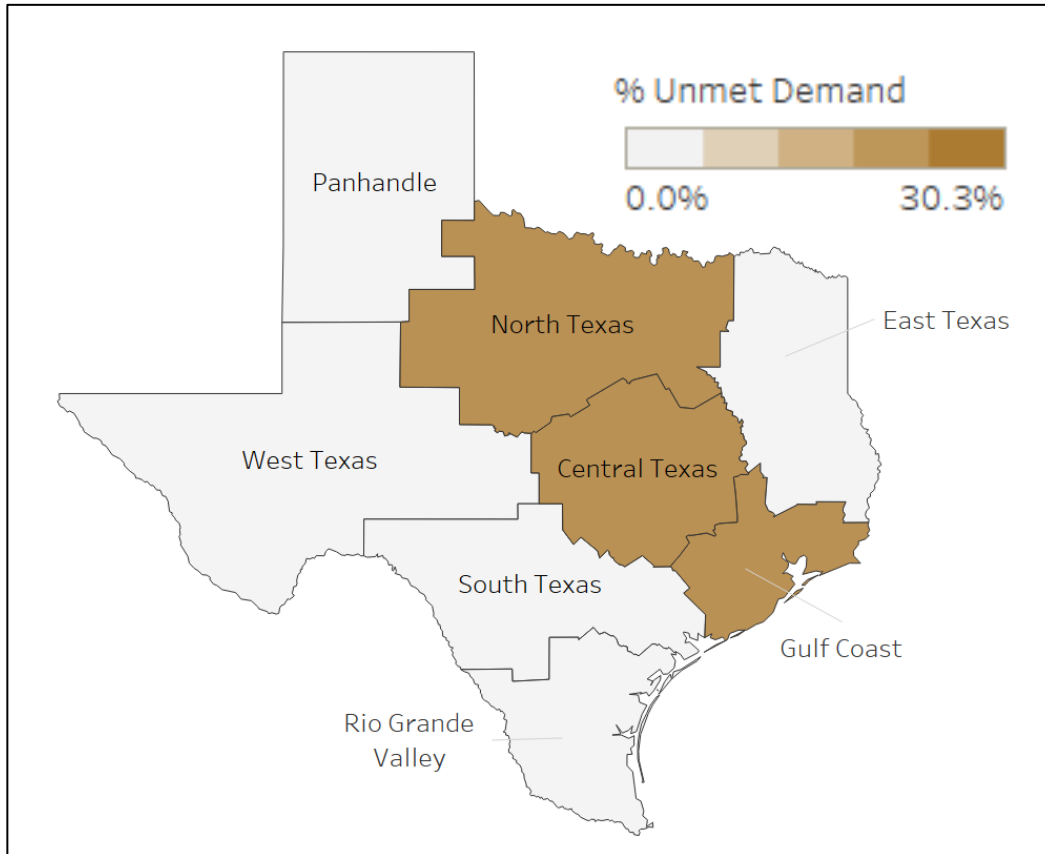 % Unmet Demand
0.0% 30.3%
Panhandle
North Texas
East Texas
West Texas
Central Texas
South Texas
Gulf Coast
Rio Grande
Valley